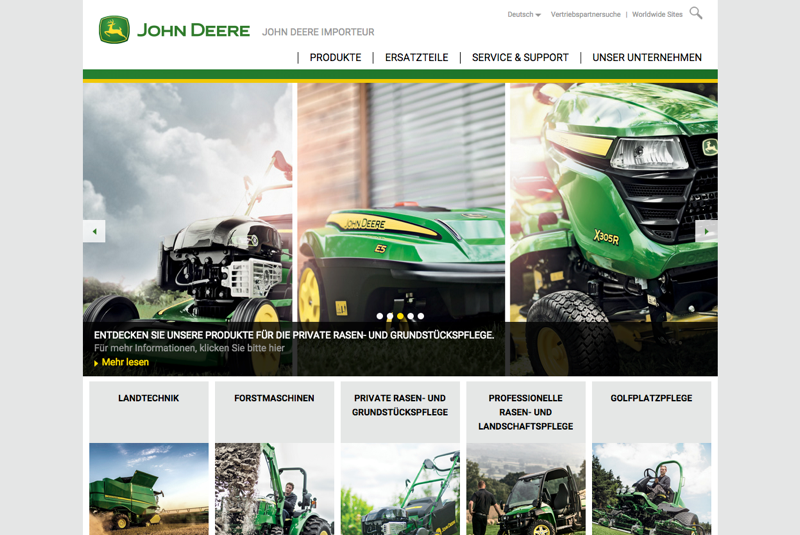 JOHN DEERE
JOHN DEERE IMPORTEUR
Deutsch
Vertriebspartnersuche | Worldwide Sites
PRODUKTE | ERSATZTEILE | SERVICE & SUPPORT | UNSER UNTERNEHMEN
JOHN DEERE
E5
X305R
ENTDECKEN SIE UNSERE PRODUKTE FÜR DIE PRIVATE RASEN- UND GRUNDSTÜCKSPFLEGE.
Für mehr Informationen, klicken Sie bitte hier
Mehr lesen
LANDTECHNIK
FORSTMASCHINEN
PRIVATE RASEN- UND
GRUNDSTÜCKSPFLEGE
PROFESSIONELLE
RASEN- UND
LANDSCHAFTSPFLEGE
GOLFPLATZPFLEGE
JOHN DEERE